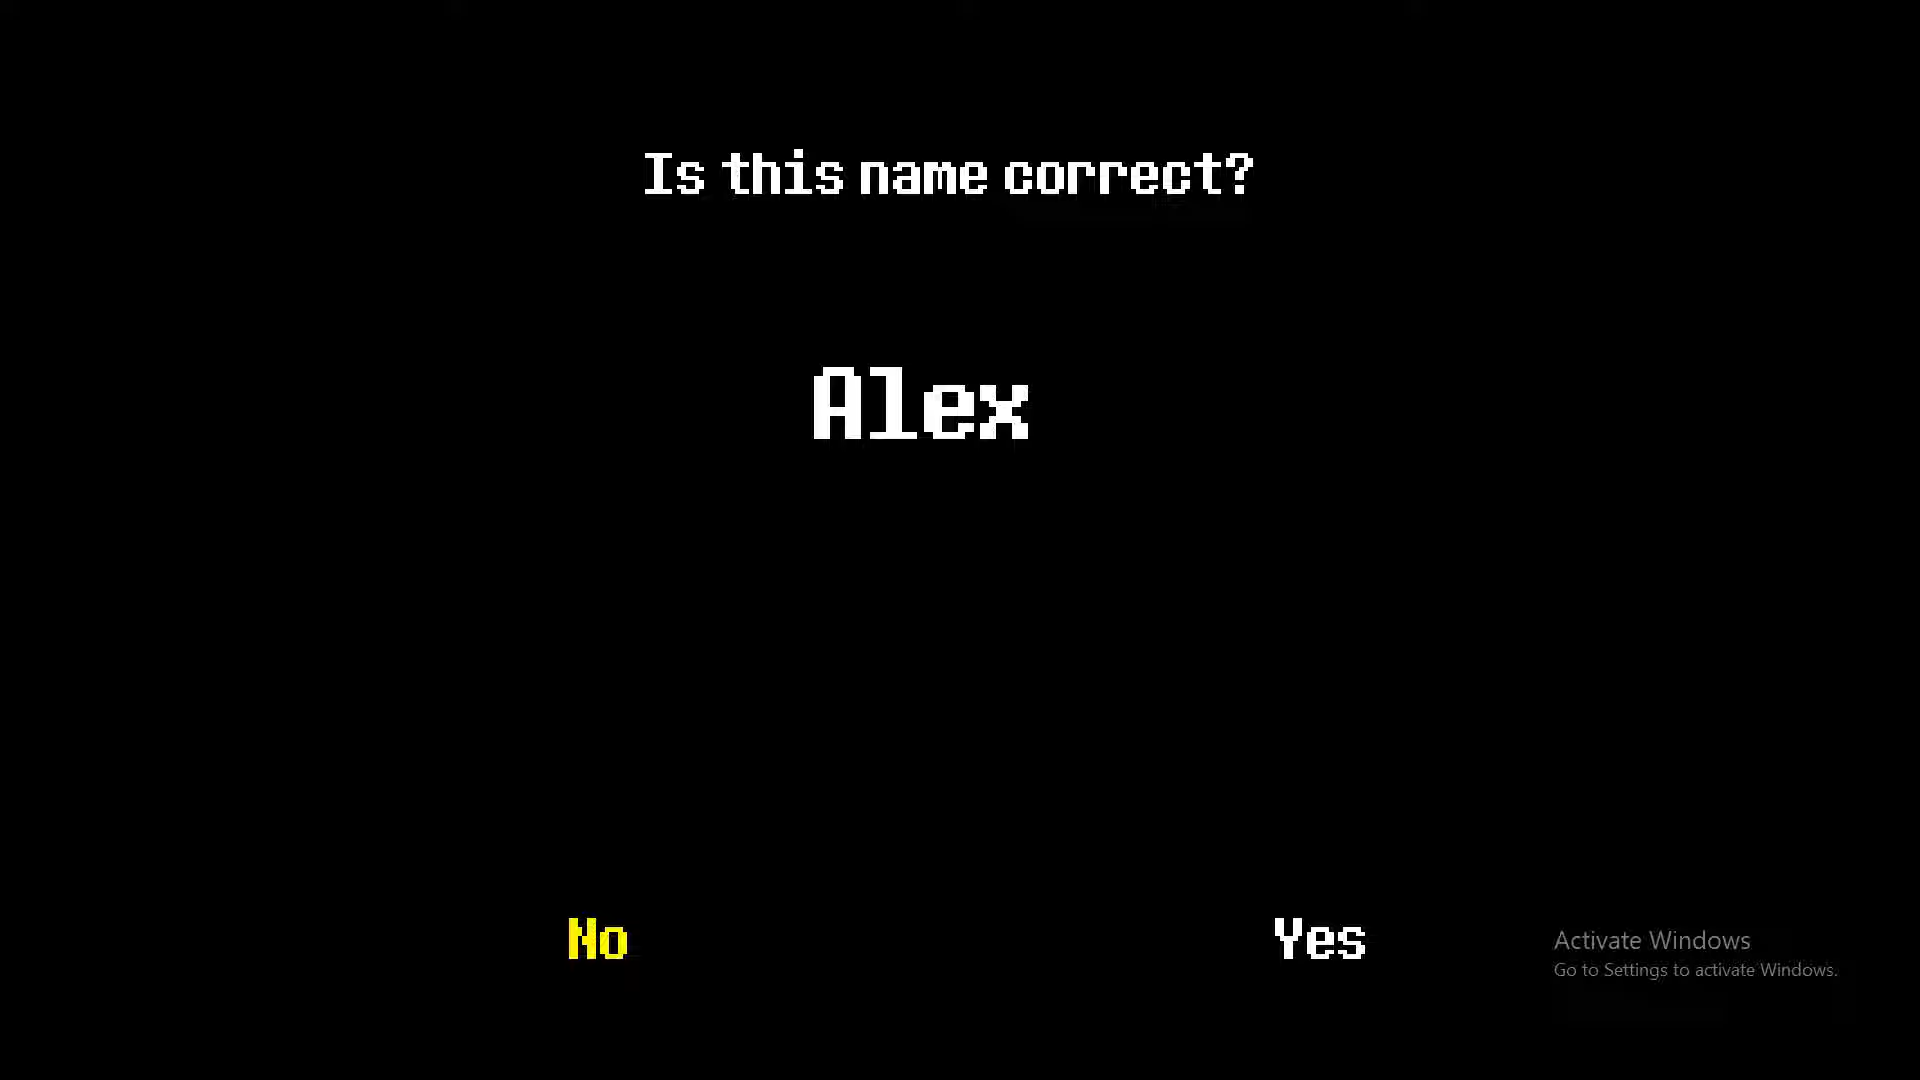 Is this name correct?
Alex
No
Yes
Activate Windows
Go to Settings to activate Windows.